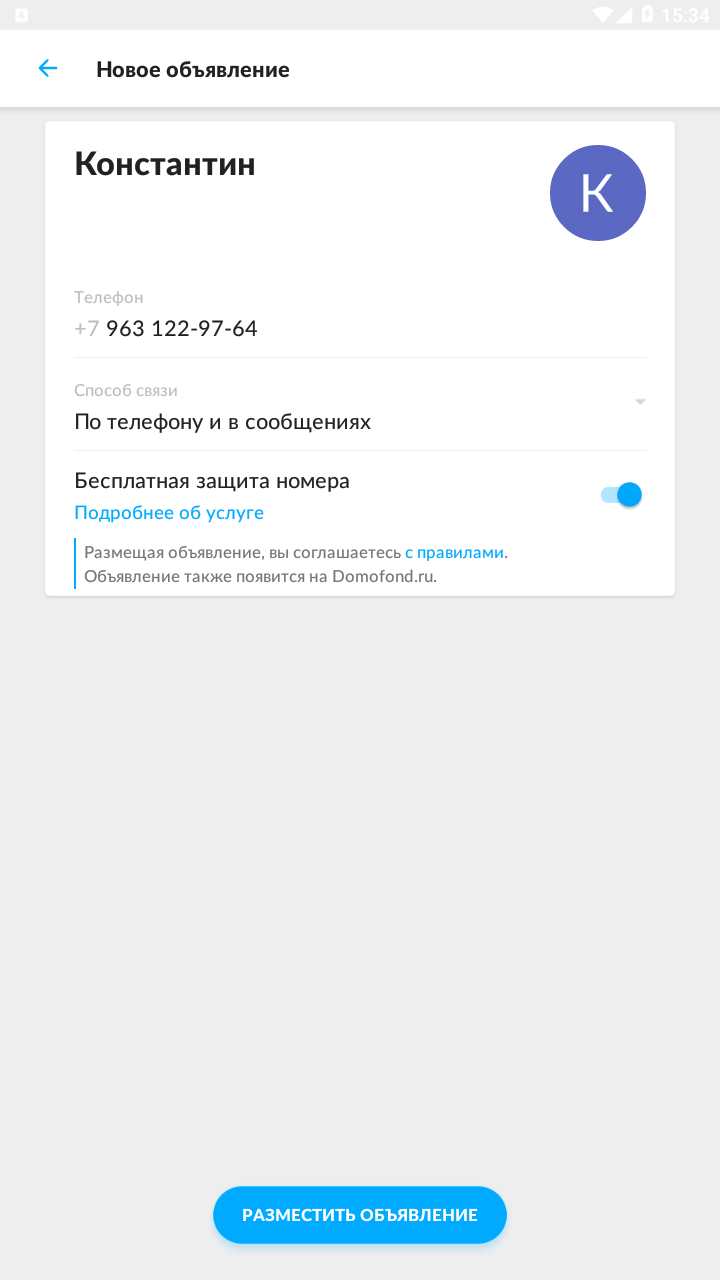 15:34
Новое объявление
Константин
К
Телефон
+7 963 122-97-64
Способ связи
По телефону и в сообщениях
Бесплатная защита номера
Подробнее об услуге
Размещая объявление, вы соглашаетесь с правилами.
Объявление также появится на Domofond.ru.
РАЗМЕСТИТЬ ОБЪЯВЛЕНИЕ